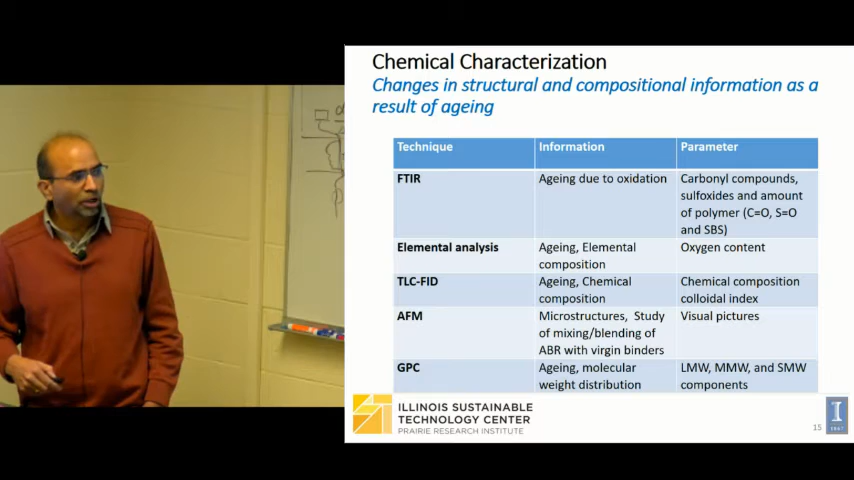 Chemical Characterization
Changes in structural and compositional information as a
result of ageing
Technique Information Parameter
FTIR Ageing due to oxidation Carbonyl compounds,
sulfoxides and amount
of polymer (C=O, S=O
and SBS)
Elemental analysis Ageing, Elemental Oxygen content
composition
TLC-FID Ageing, Chemical Chemical composition
composition colloidal index
AFM Microstructures, Study Visual pictures
of mixing/blending of
ABR with virgin binders
GPC Ageing, molecular LMW, MMW, and SMW
weight distribution components
ILLINOIS SUSTAINABLE
TECHNOLOGY CENTER
PRAIRIE RESEARCH INSTITUTE
15
I
1867